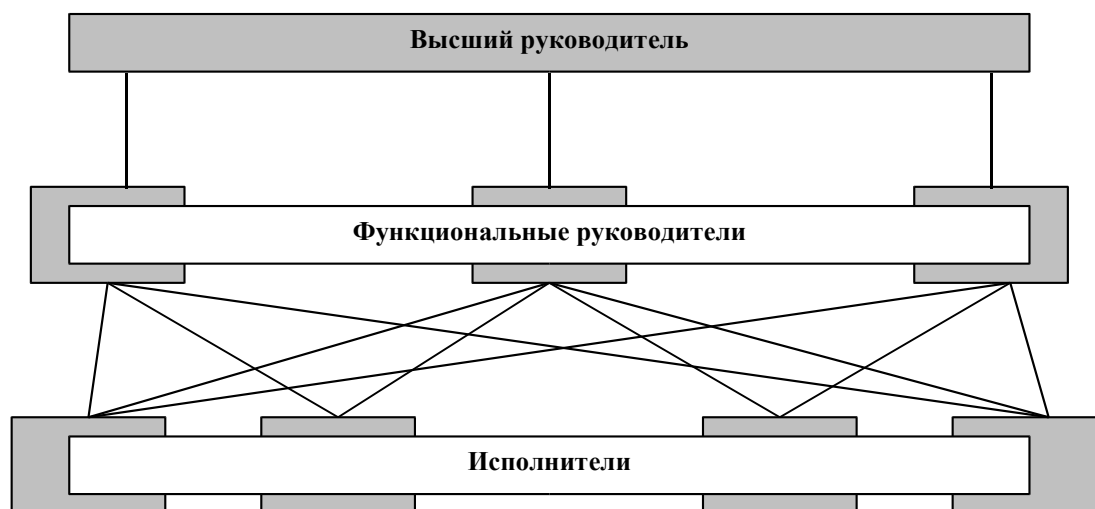 Высший руководитель
Функциональные руководители
Исполнители